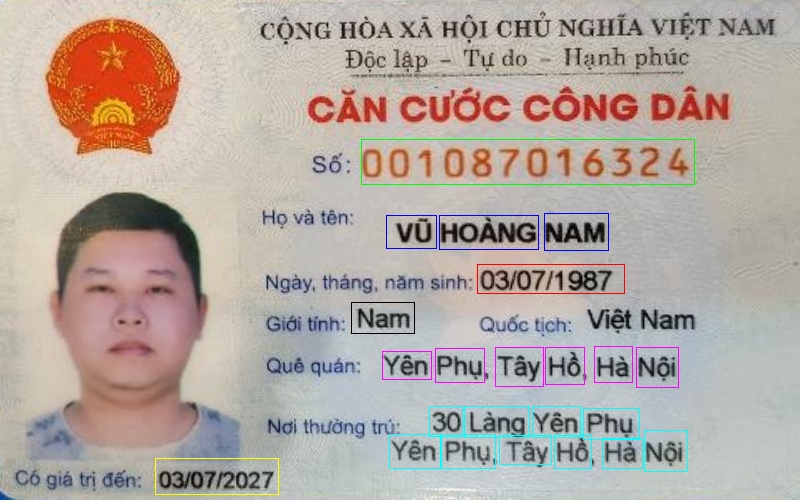 CỘNG HÒA XÃ HỘI CHỦ NGHĨA VIỆT NAM
Độc lập - Tự do - Hạnh phúc
CĂN CƯỚC CÔNG DÂN
Số: 001087016324
Họ và tên: VŨ HOÀNG NAM
Ngày, tháng, năm sinh: 03/07/1987
Giới tính: Nam Quốc tịch: Việt Nam
Quê quán: Yên Phụ, Tây Hồ, Hà Nội
Nơi thường trú: 30 Làng Yên Phụ
Yên Phụ, Tây Hồ, Hà Nội
Có giá trị đến: 03/07/2027